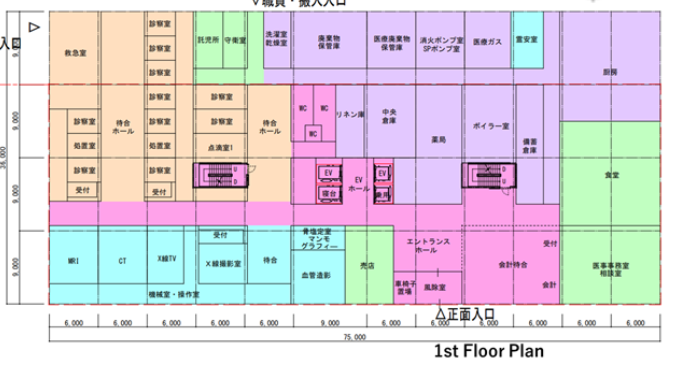 ▽職員・搬入入口
入口
▷
救急室
診察室
診察室
診察室
託児所
守衛室
洗濯室
乾燥室
廃棄物
保管庫
医療廃棄物
保管庫
消火ポンプ室
SPポンプ室
医療ガス
霊安室
厨房
診察室
処置室
診察室
受付
待合
ホール
診察室
診察室
処置室
診察室
受付
診察室
診察室
点滴室1
待合
ホール
WC
WC
WC
リネン庫
中央
倉庫
薬局
ボイラー室
備蓄
倉庫
食堂
U
D
EV
寝台
EV
ホール
EV
U
D
MRI
CT
X線TV
受付
X線撮影室
待合
機械室・操作室
骨塩定量
マンモ
グラフィー
血管造影
売店
エントランス
ホール
車椅子
置場
風除室
会計待合
受付
会計
医事事務室
相談室
9,000
9,000
9,000
36,000
6,000
6,000
6,000
6,000
6,000
9,000
6,000
6,000
6,000
6,000
6,000
6,000
75,000
△正面入口
1st Floor Plan